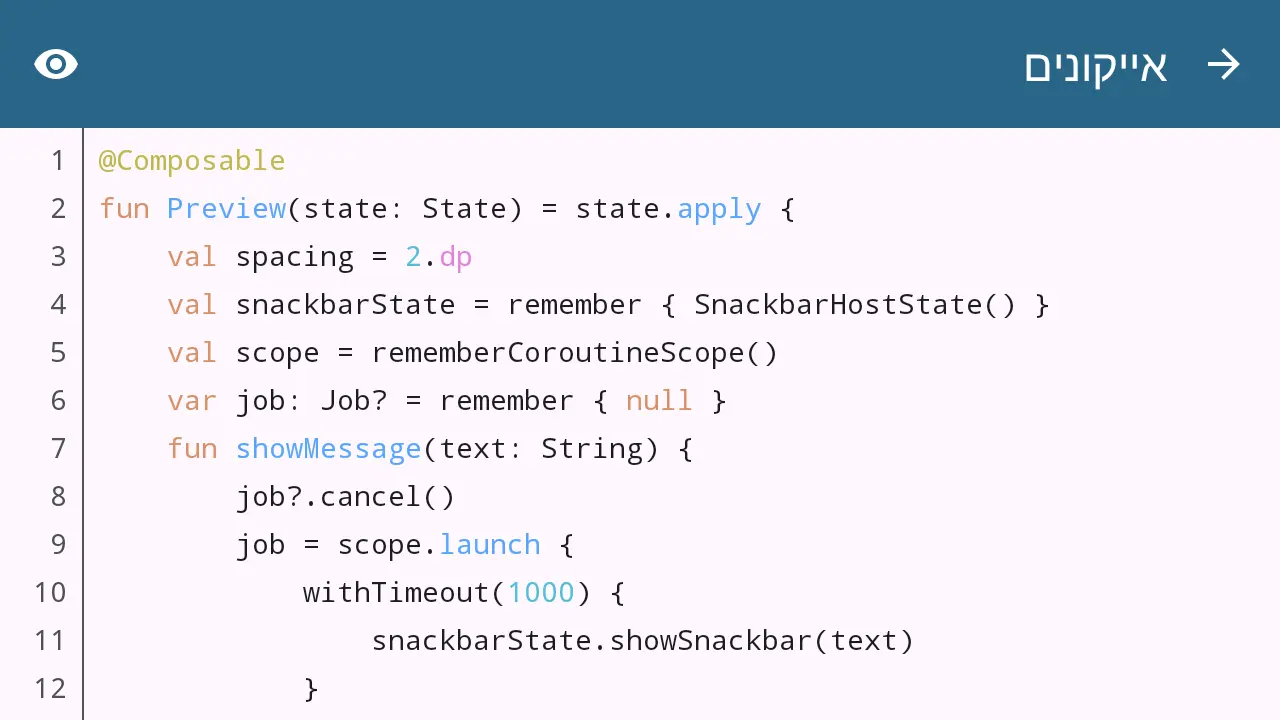 אייקונים
1 @Composable
2 fun Preview(state: State) = state.apply {
3     val spacing = 2.dp
4     val snackbarState = remember { SnackbarHostState() }
5     val scope = rememberCoroutineScope()
6     var job: Job? = remember { null }
7     fun showMessage(text: String) {
8         job?.cancel()
9         job = scope.launch {
10             withTimeout(1000) {
11                 snackbarState.showSnackbar(text)
12             }